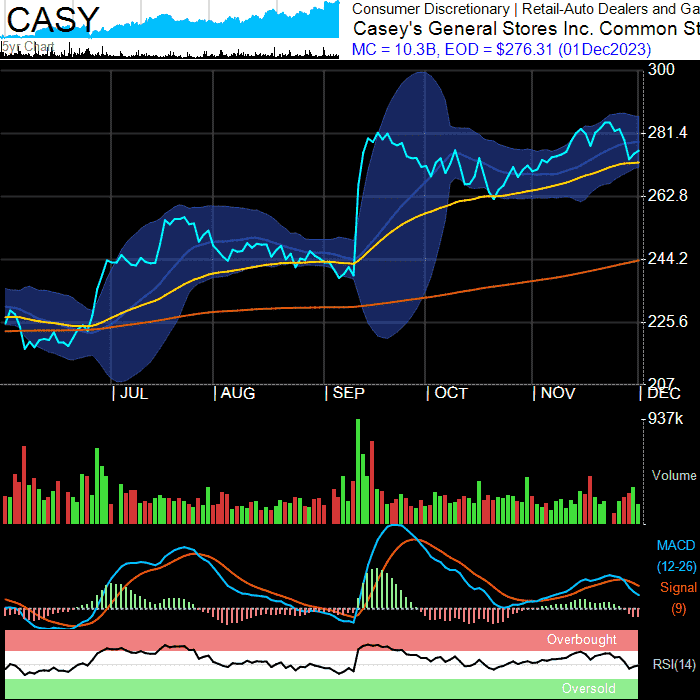 CASY
5yr Chart
Consumer Discretionary | Retail-Auto Dealers and Ga
Casey's General Stores Inc. Common St
MC = 10.3B, EOD = $276.31 (01Dec2023)
300
281.4
262.8
244.2
225.6
207
JUL
AUG
SEP
OCT
NOV
DEC
937k
Volume
MACD
(12-26)
Signal
(9)
Overbought
RSI(14)
Oversold